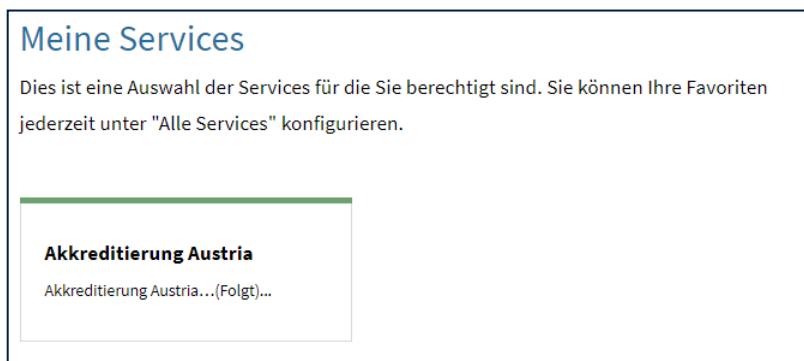 Meine Services
Dies ist eine Auswahl der Services für die Sie berechtigt sind. Sie können Ihre Favoriten
jederzeit unter "Alle Services" konfigurieren.
Akkreditierung Austria
Akkreditierung Austria...(Folgt)...